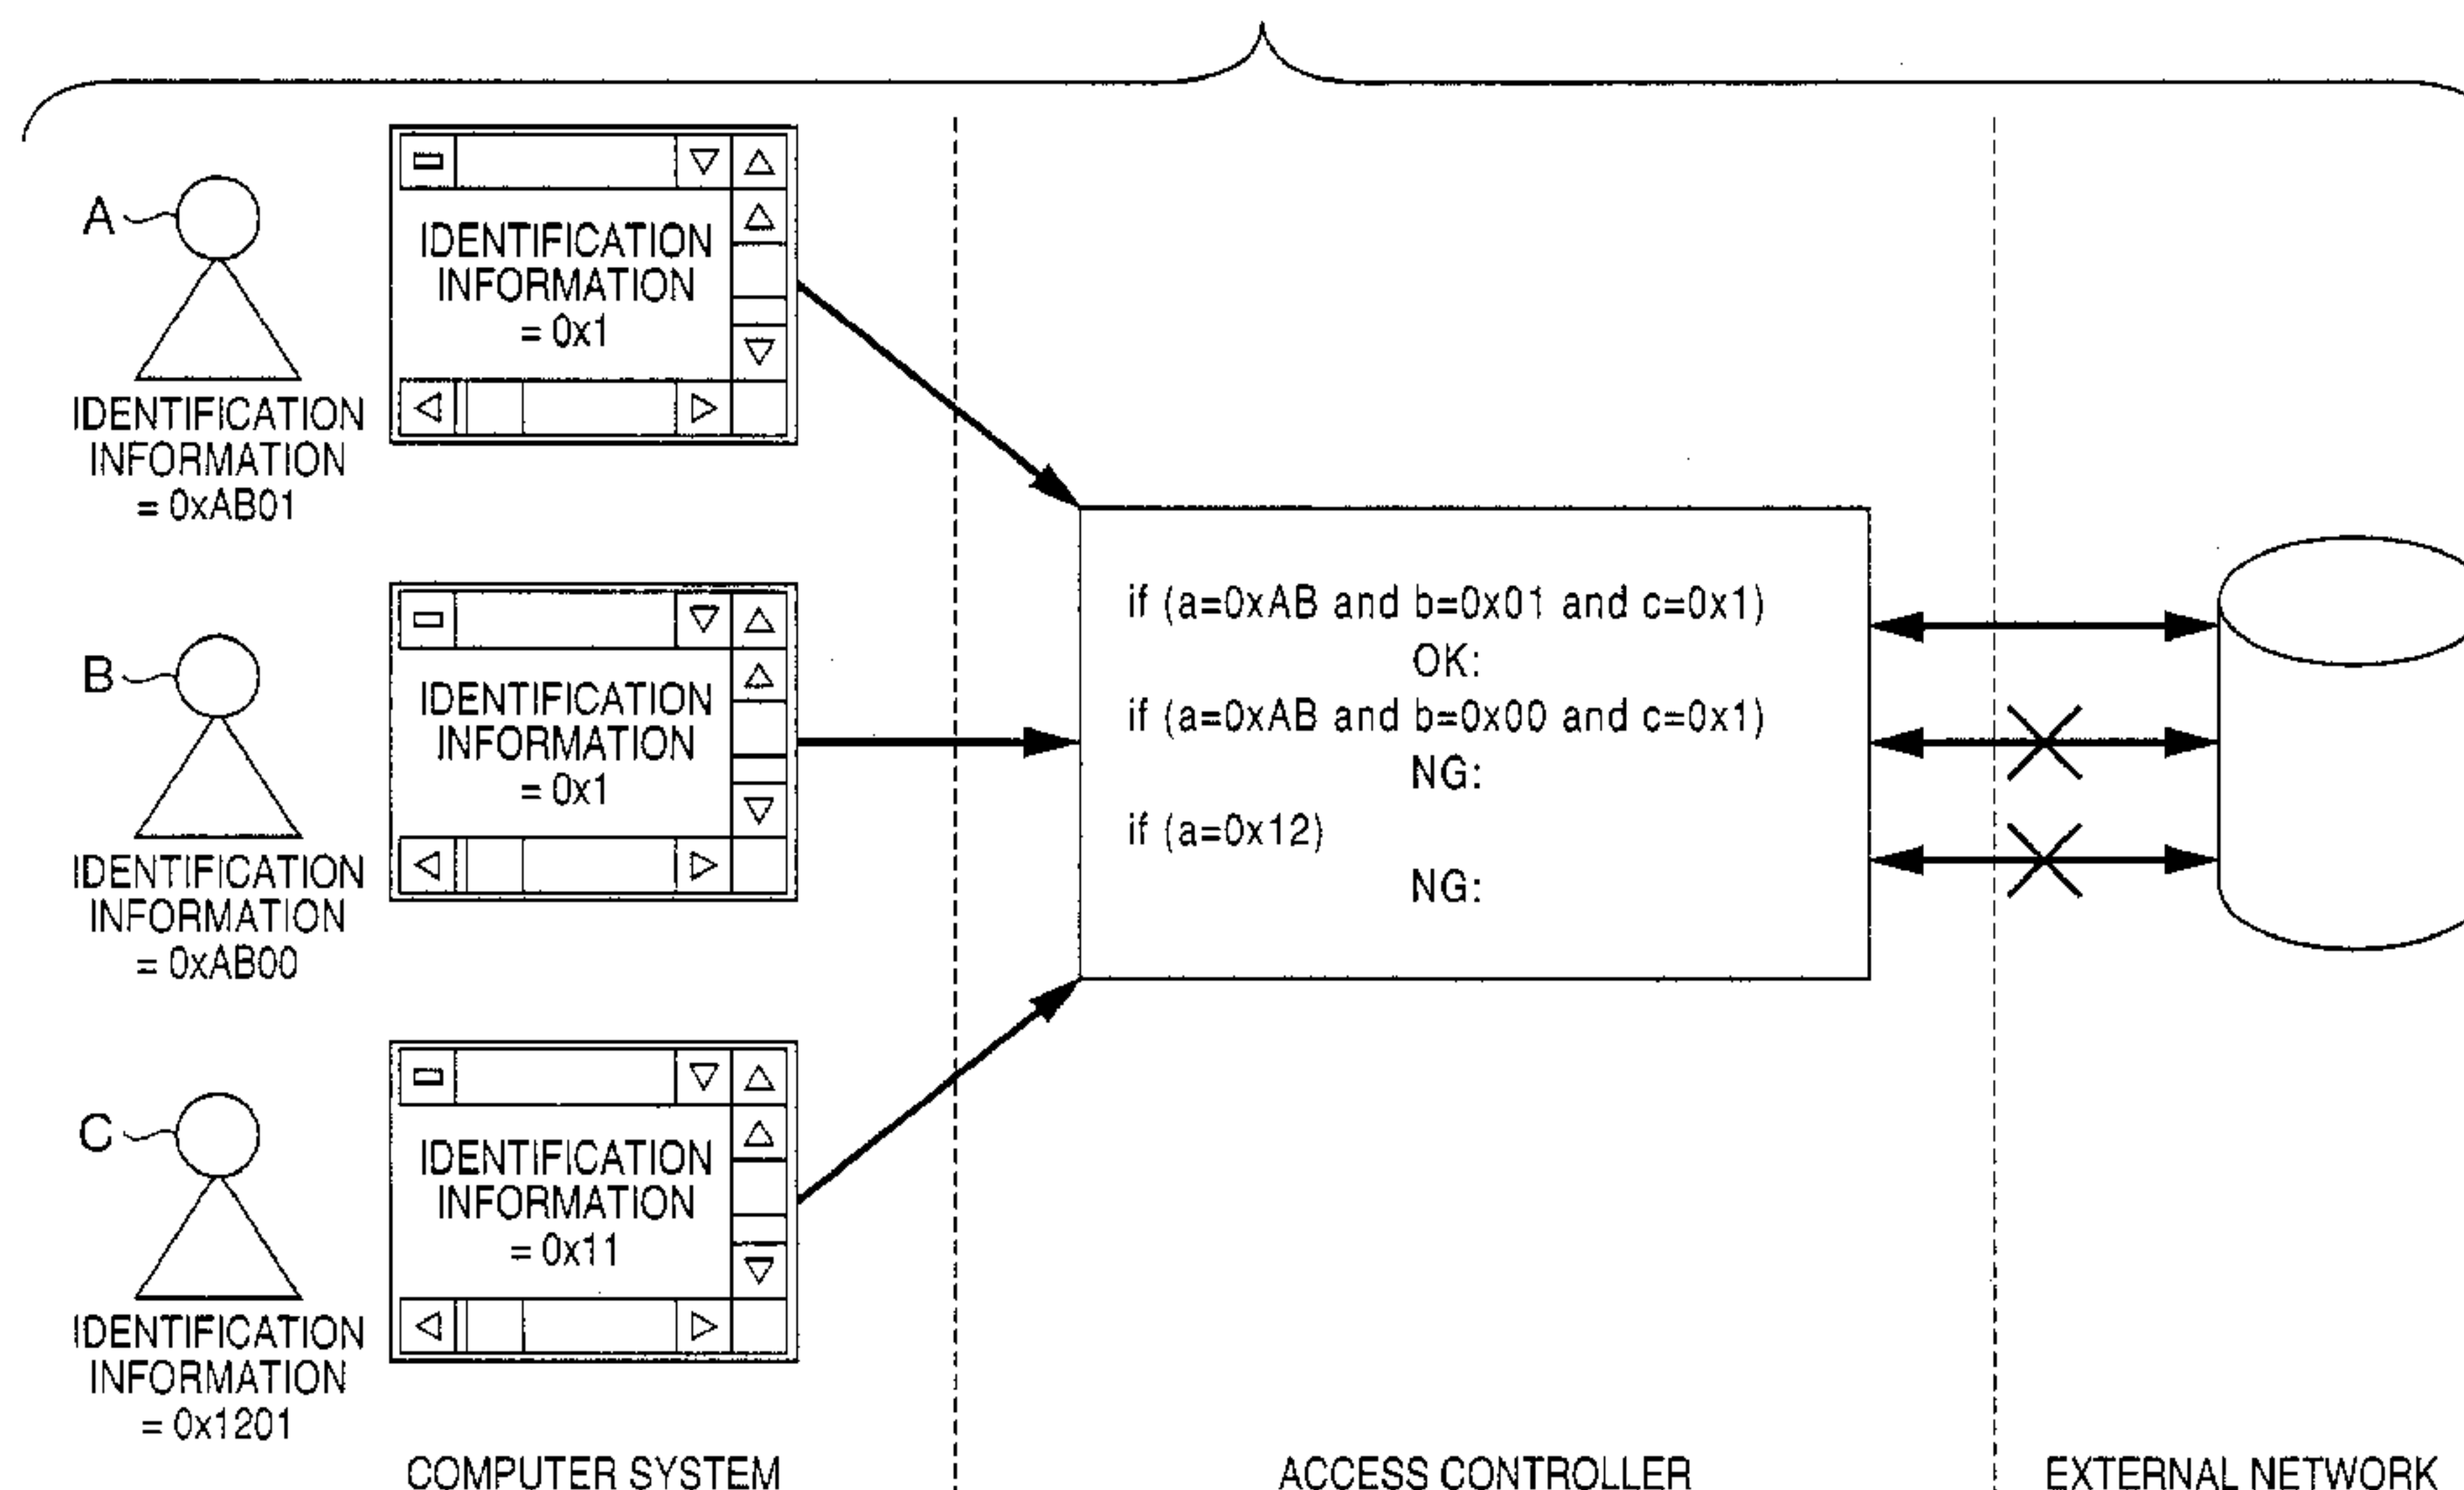 A
IDENTIFICATION
INFORMATION
= 0xAB01
IDENTIFICATION
INFORMATION
= 0x1
B
IDENTIFICATION
INFORMATION
= 0xAB00
IDENTIFICATION
INFORMATION
= 0x1
C
IDENTIFICATION
INFORMATION
= 0x1201
IDENTIFICATION
INFORMATION
= 0x11
if (a=0xAB and b=0x01 and c=0x1)
OK:
if (a=0xAB and b=0x00 and c=0x1)
NG:
if (a=0x12)
NG:
COMPUTER SYSTEM
ACCESS CONTROLLER
EXTERNAL NETWORK